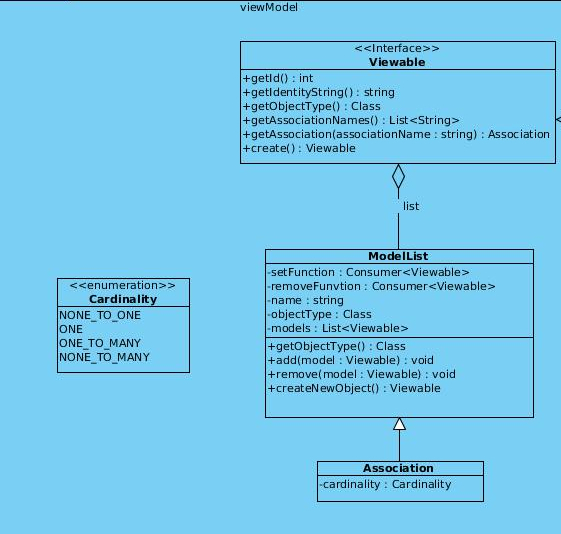 viewModel
<<Interface>>
Viewable
+getId() : int
+getIdentityString() : string
+getObjectType() : Class
+getAssociationNames() : List<String>
+getAssociation(associationName : string) : Association
+create() : Viewable
list
ModelList
-setFunction : Consumer<Viewable>
-removeFunvtion : Consumer<Viewable>
-name : string
-objectType : Class
-models : List<Viewable>
+getObjectType() : Class
+add(model : Viewable) : void
+remove(model : Viewable) : void
+createNewObject() : Viewable
<<enumeration>>
Cardinality
NONE_TO_ONE
ONE
ONE_TO_MANY
NONE_TO_MANY
Association
-cardinality : Cardinality